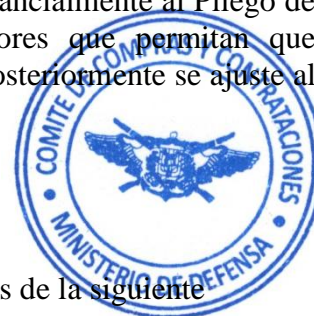 ancialmente al Pliego de
ores que permitan que
osteriormente se ajuste al
COMITÉ DE COMPRAS Y CONTRATACIONES
MINISTERIO DE DEFENSA
s de la siguiente